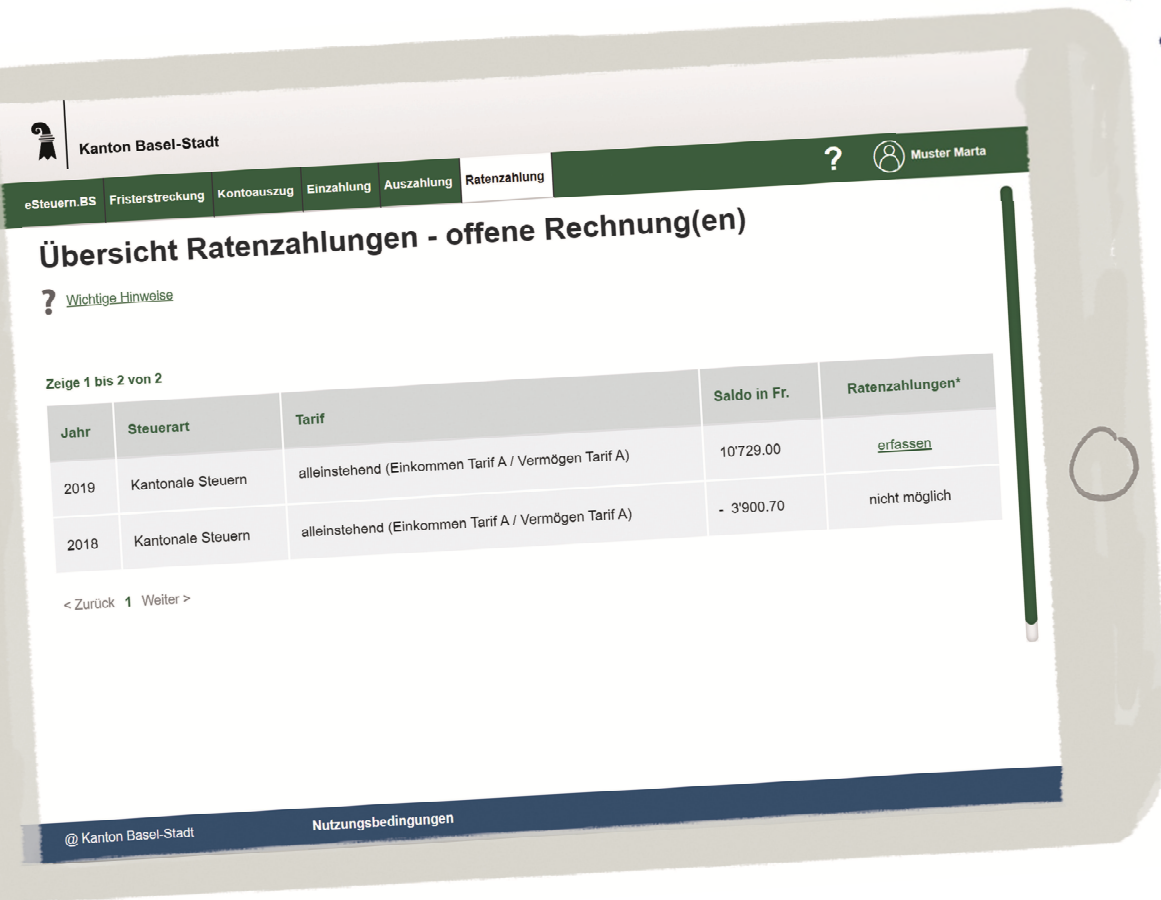 Kanton Basel-Stadt
eSteuern.BS Fristerstreckung Kontoauszug Einzahlung Auszahlung Ratenzahlung ? Muster Marta
Übersicht Ratenzahlungen - offene Rechnung(en)
? Wichtige Hinweise
Zeige 1 bis 2 von 2
Jahr Steuerart Tarif Saldo in Fr. Ratenzahlungen*
2019 Kantonale Steuern alleinstehend (Einkommen Tarif A / Vermögen Tarif A) 10'729.00 erfassen
2018 Kantonale Steuern alleinstehend (Einkommen Tarif A / Vermögen Tarif A) - 3'900.70 nicht möglich
< Zurück 1 Weiter >
@ Kanton Basel-Stadt Nutzungsbedingungen